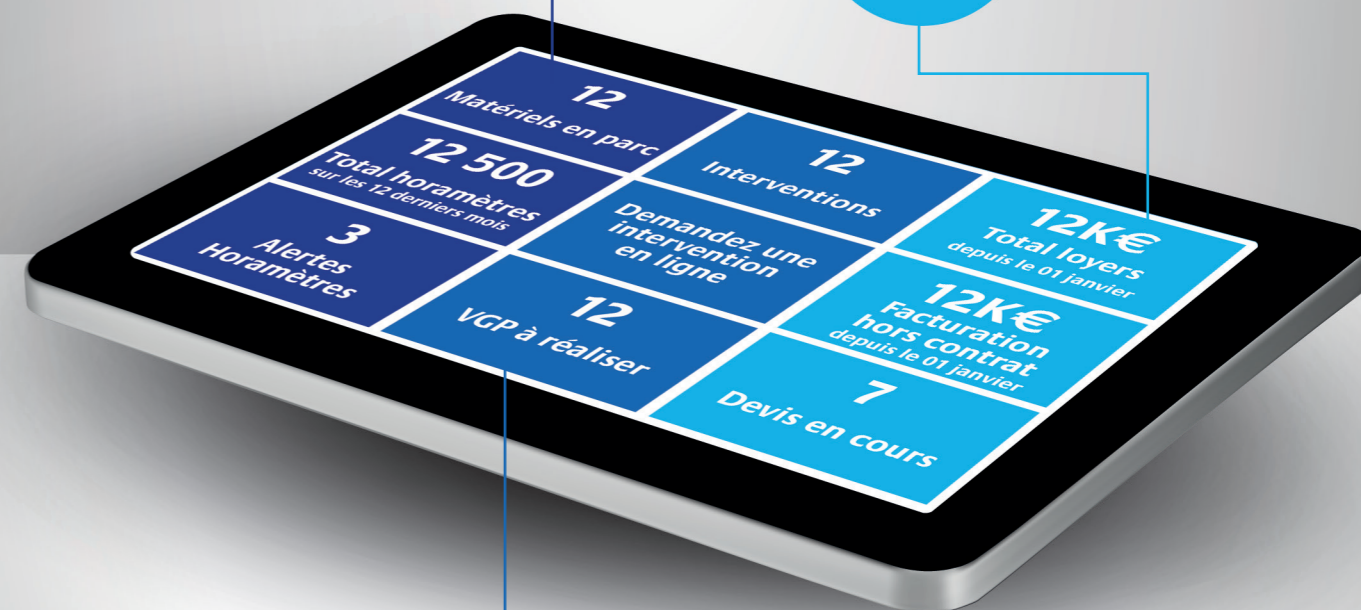 12
Matériels en parc
12 500
Total horamètres
sur les 12 derniers mois
3
Alertes
Horamètres
12
Interventions
Demandez une
intervention
en ligne
12
VGP à réaliser
12K€
Total loyers
depuis le 01 janvier
12K€
Facturation
hors contrat
depuis le 01 janvier
7
Devis en cours